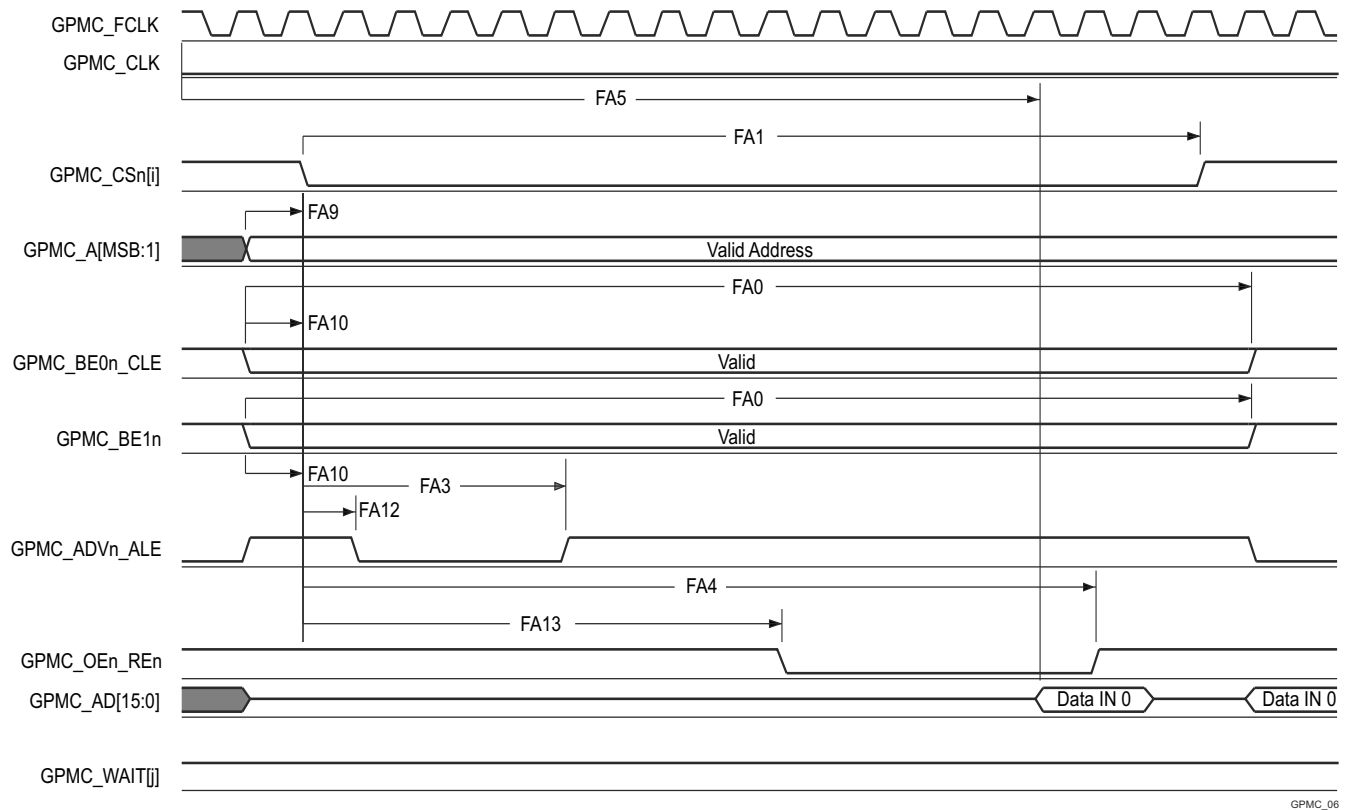 GPMC_FCLK
GPMC_CLK
FA5
FA1
GPMC_CSn[i]
FA9
GPMC_A[MSB:1]
Valid Address
FA0
FA10
GPMC_BE0n_CLE
Valid
FA0
GPMC_BE1n
Valid
FA10
FA3
FA12
GPMC_ADVn_ALE
FA4
FA13
GPMC_OEn_REn
GPMC_AD[15:0]
Data IN 0
Data IN 0
GPMC_WAIT[j]
GPMC_06